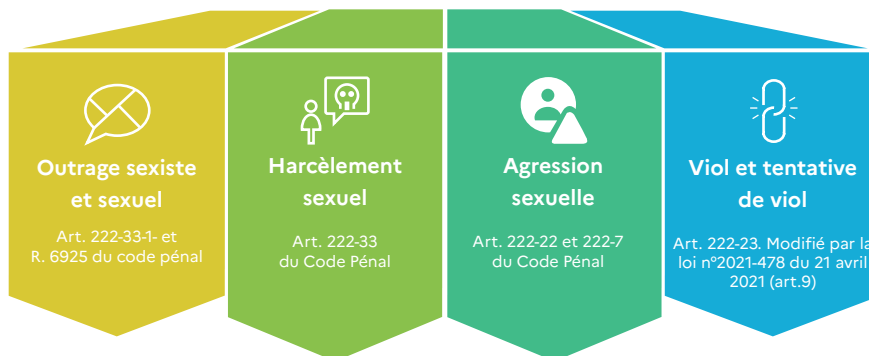 Outrage sexiste
et sexuel
Art. 222-33-1- et
R. 6925 du code pénal
Harcèlement
sexuel
Art. 222-33
du Code Pénal
Agression
sexuelle
Art. 222-22 et 222-7
du Code Pénal
Viol et tentative
de viol
Art. 222-23. Modifié par la
loi n°2021-478 du 21 avril
2021 (art.9)